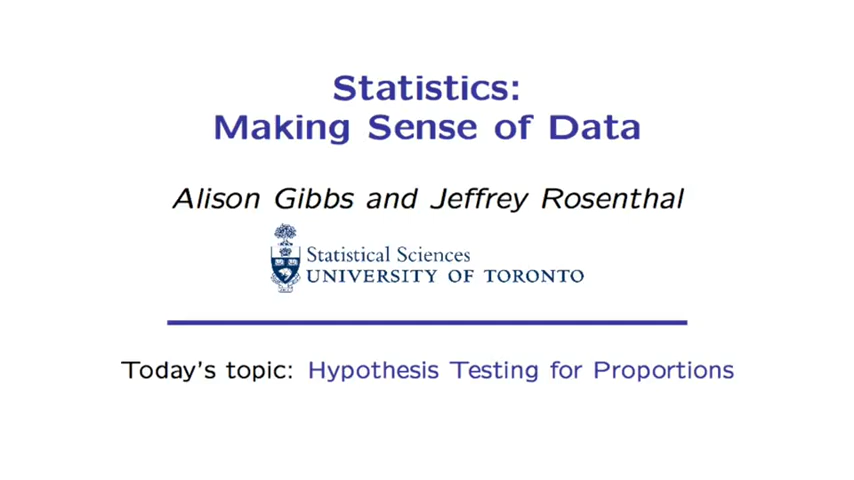 Statistics:
Making Sense of Data
Alison Gibbs and Jeffrey Rosenthal
Statistical Sciences
UNIVERSITY OF TORONTO
Today's topic: Hypothesis Testing for Proportions